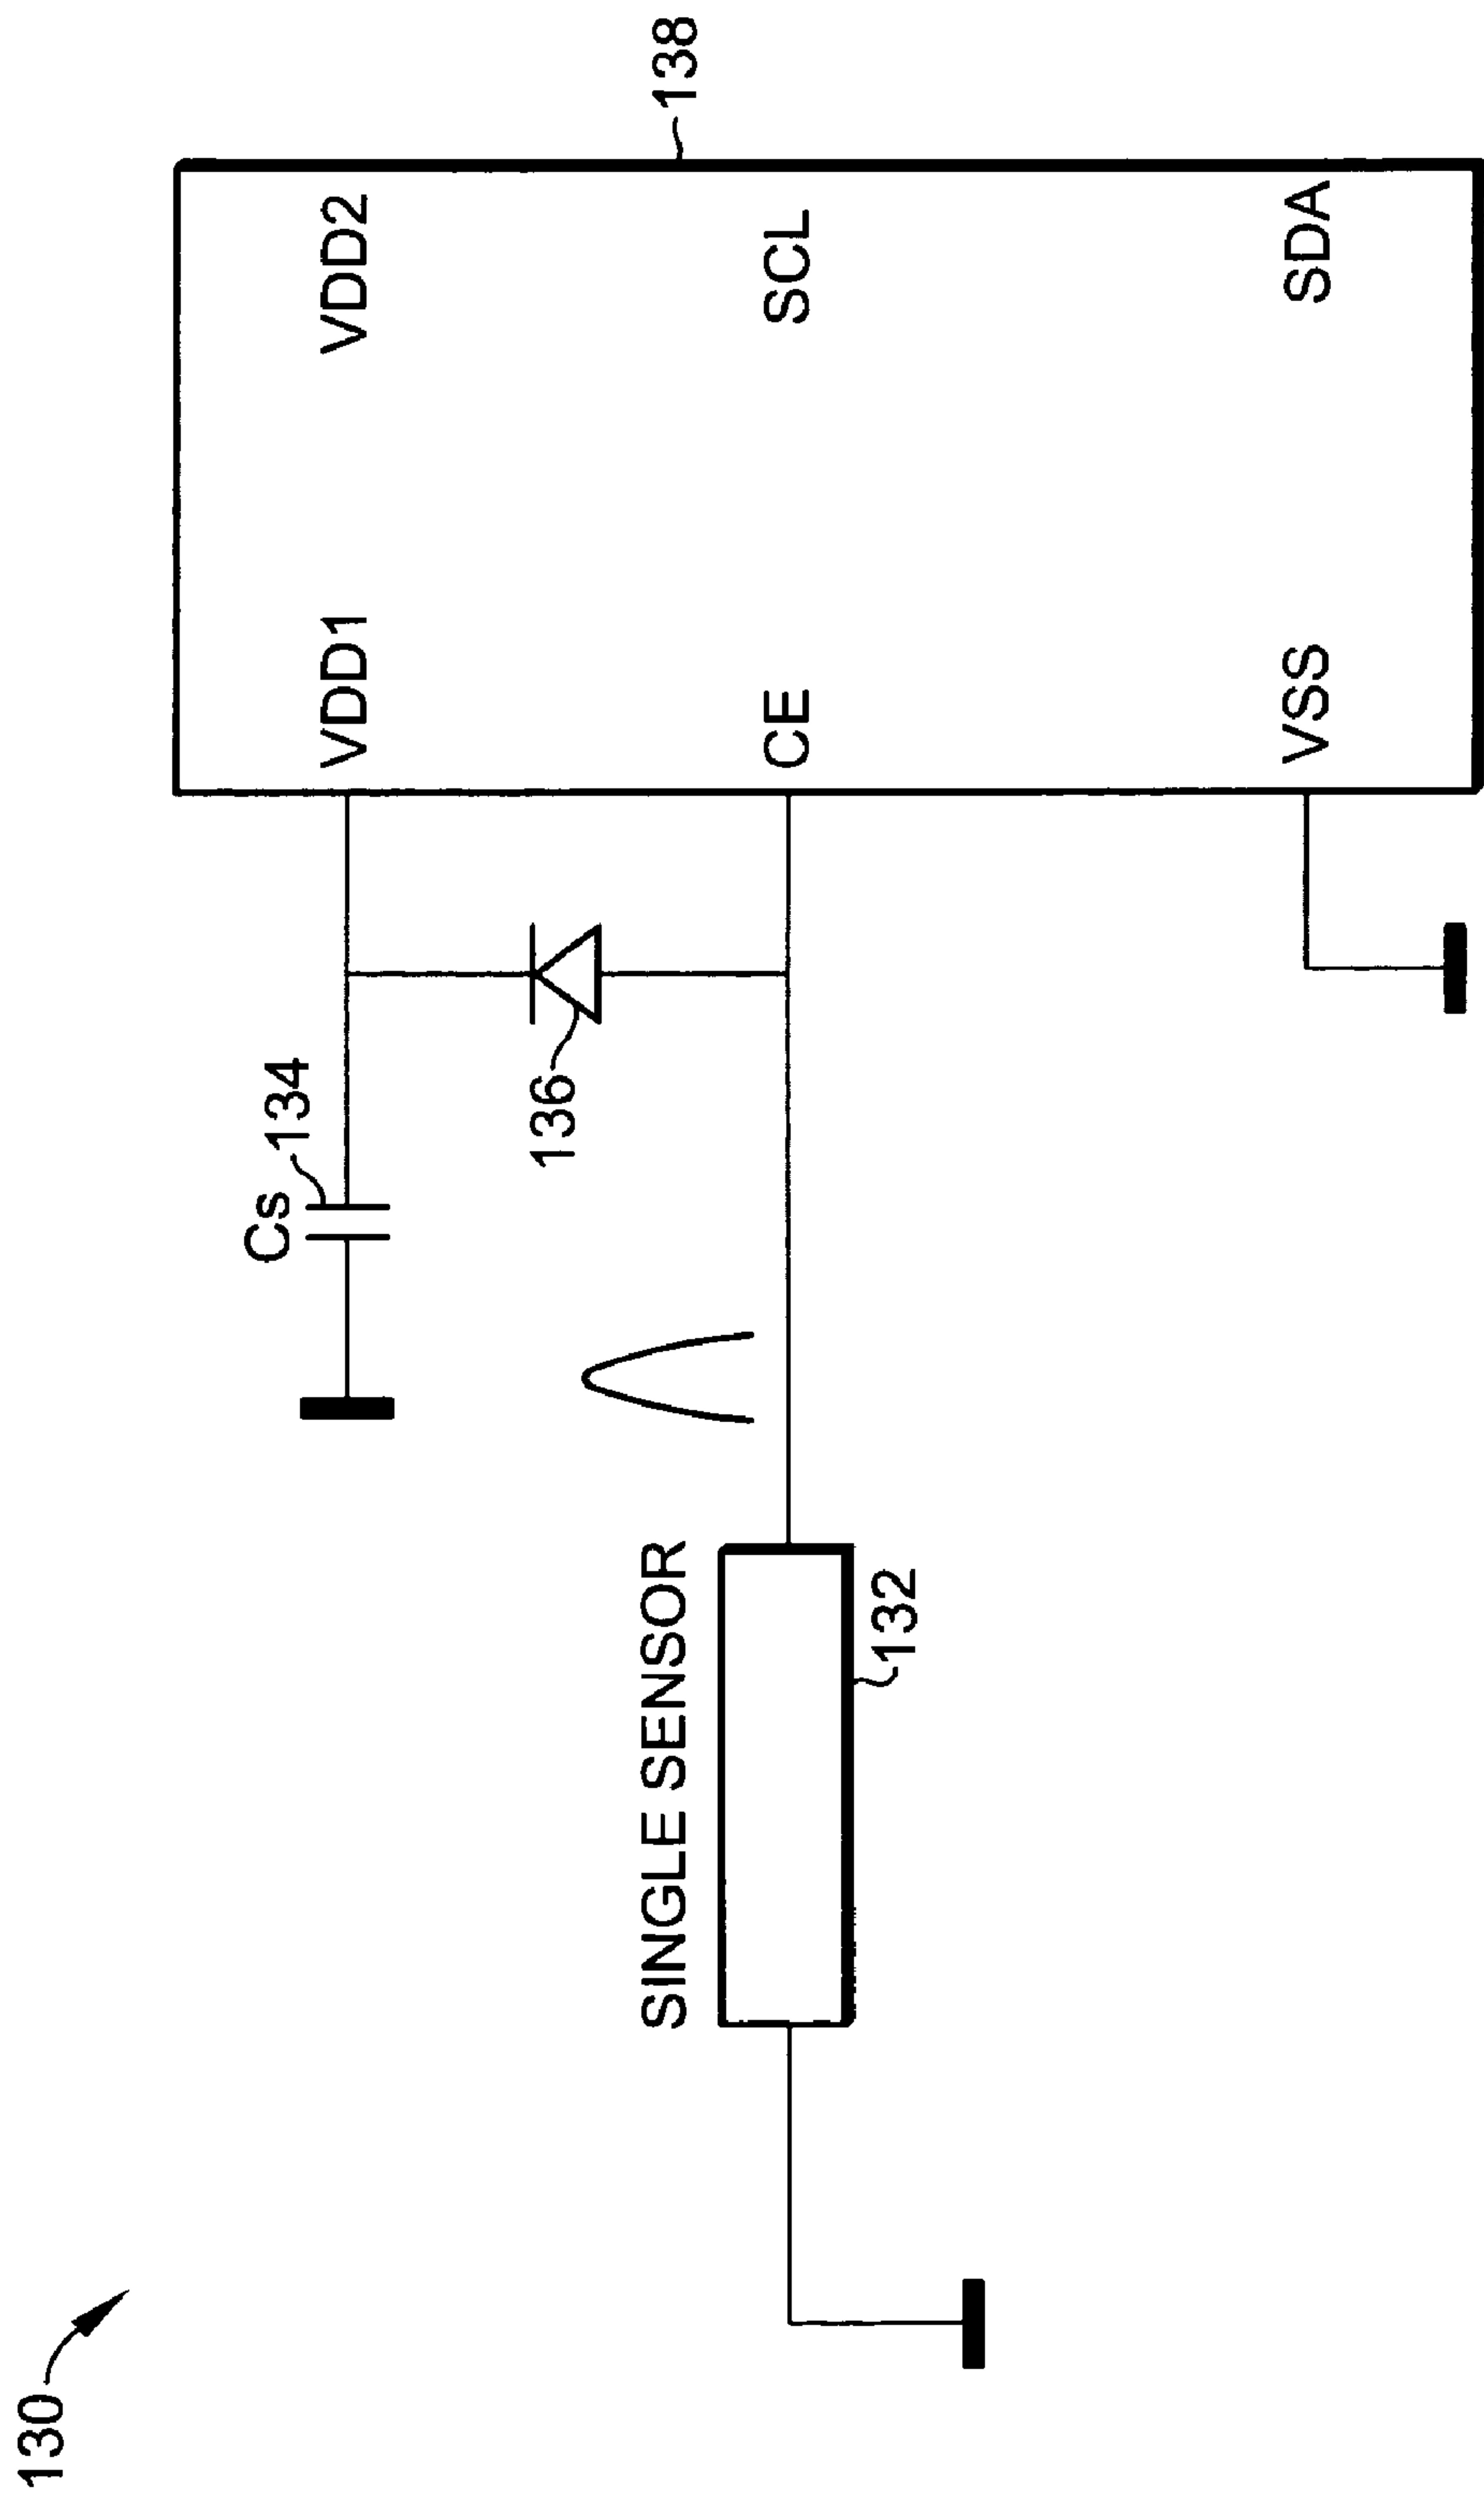 130
SINGLE SENSOR
132
Cs
134
136
VDD1
VDD2
CE
SCL
VSS
SDA
138